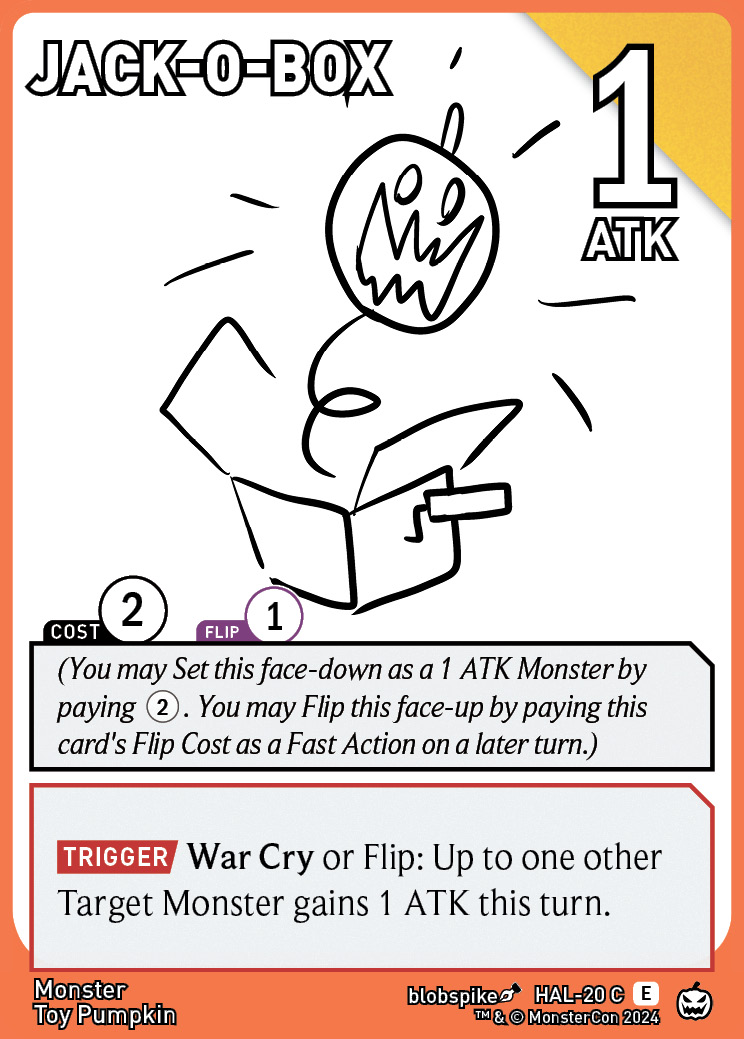 JACK-O-BOX
1
ATK
COST 2
FLIP 1
(You may Set this face-down as a 1 ATK Monster by
paying 2. You may Flip this face-up by paying this
card's Flip Cost as a Fast Action on a later turn.)
TRIGGER War Cry or Flip: Up to one other
Target Monster gains 1 ATK this turn.
Monster
Toy Pumpkin
blobspike HAL-20 C E
™ & © MonsterCon 2024